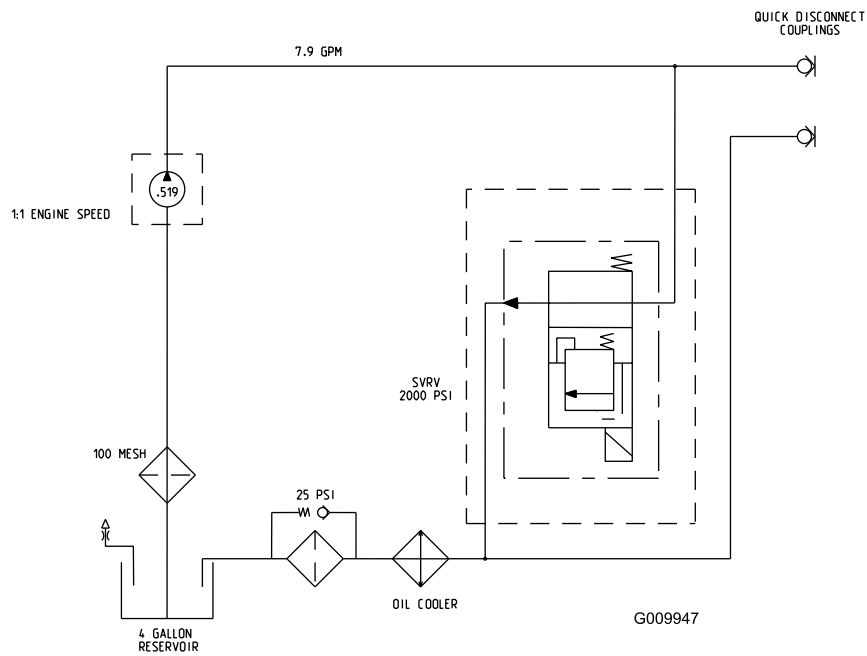 QUICK DISCONNECT
COUPLINGS
7.9 GPM
.519
1:1 ENGINE SPEED
SVRV
2000 PSI
100 MESH
25 PSI
OIL COOLER
G009947
4 GALLON
RESERVOIR